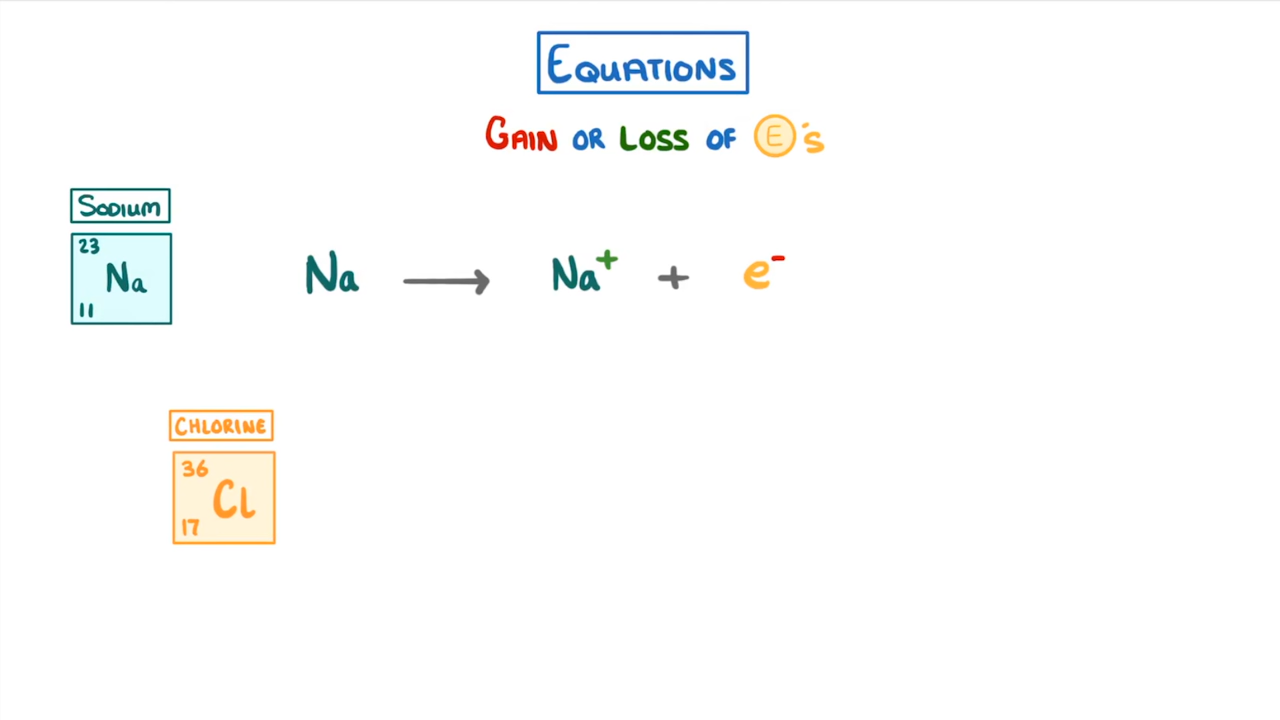 EQUATIONS
GAIN OR LOSS OF E's
SODIUM
23
Na
11
Na ⟶ Na⁺ + e⁻
CHLORINE
36
Cl
17